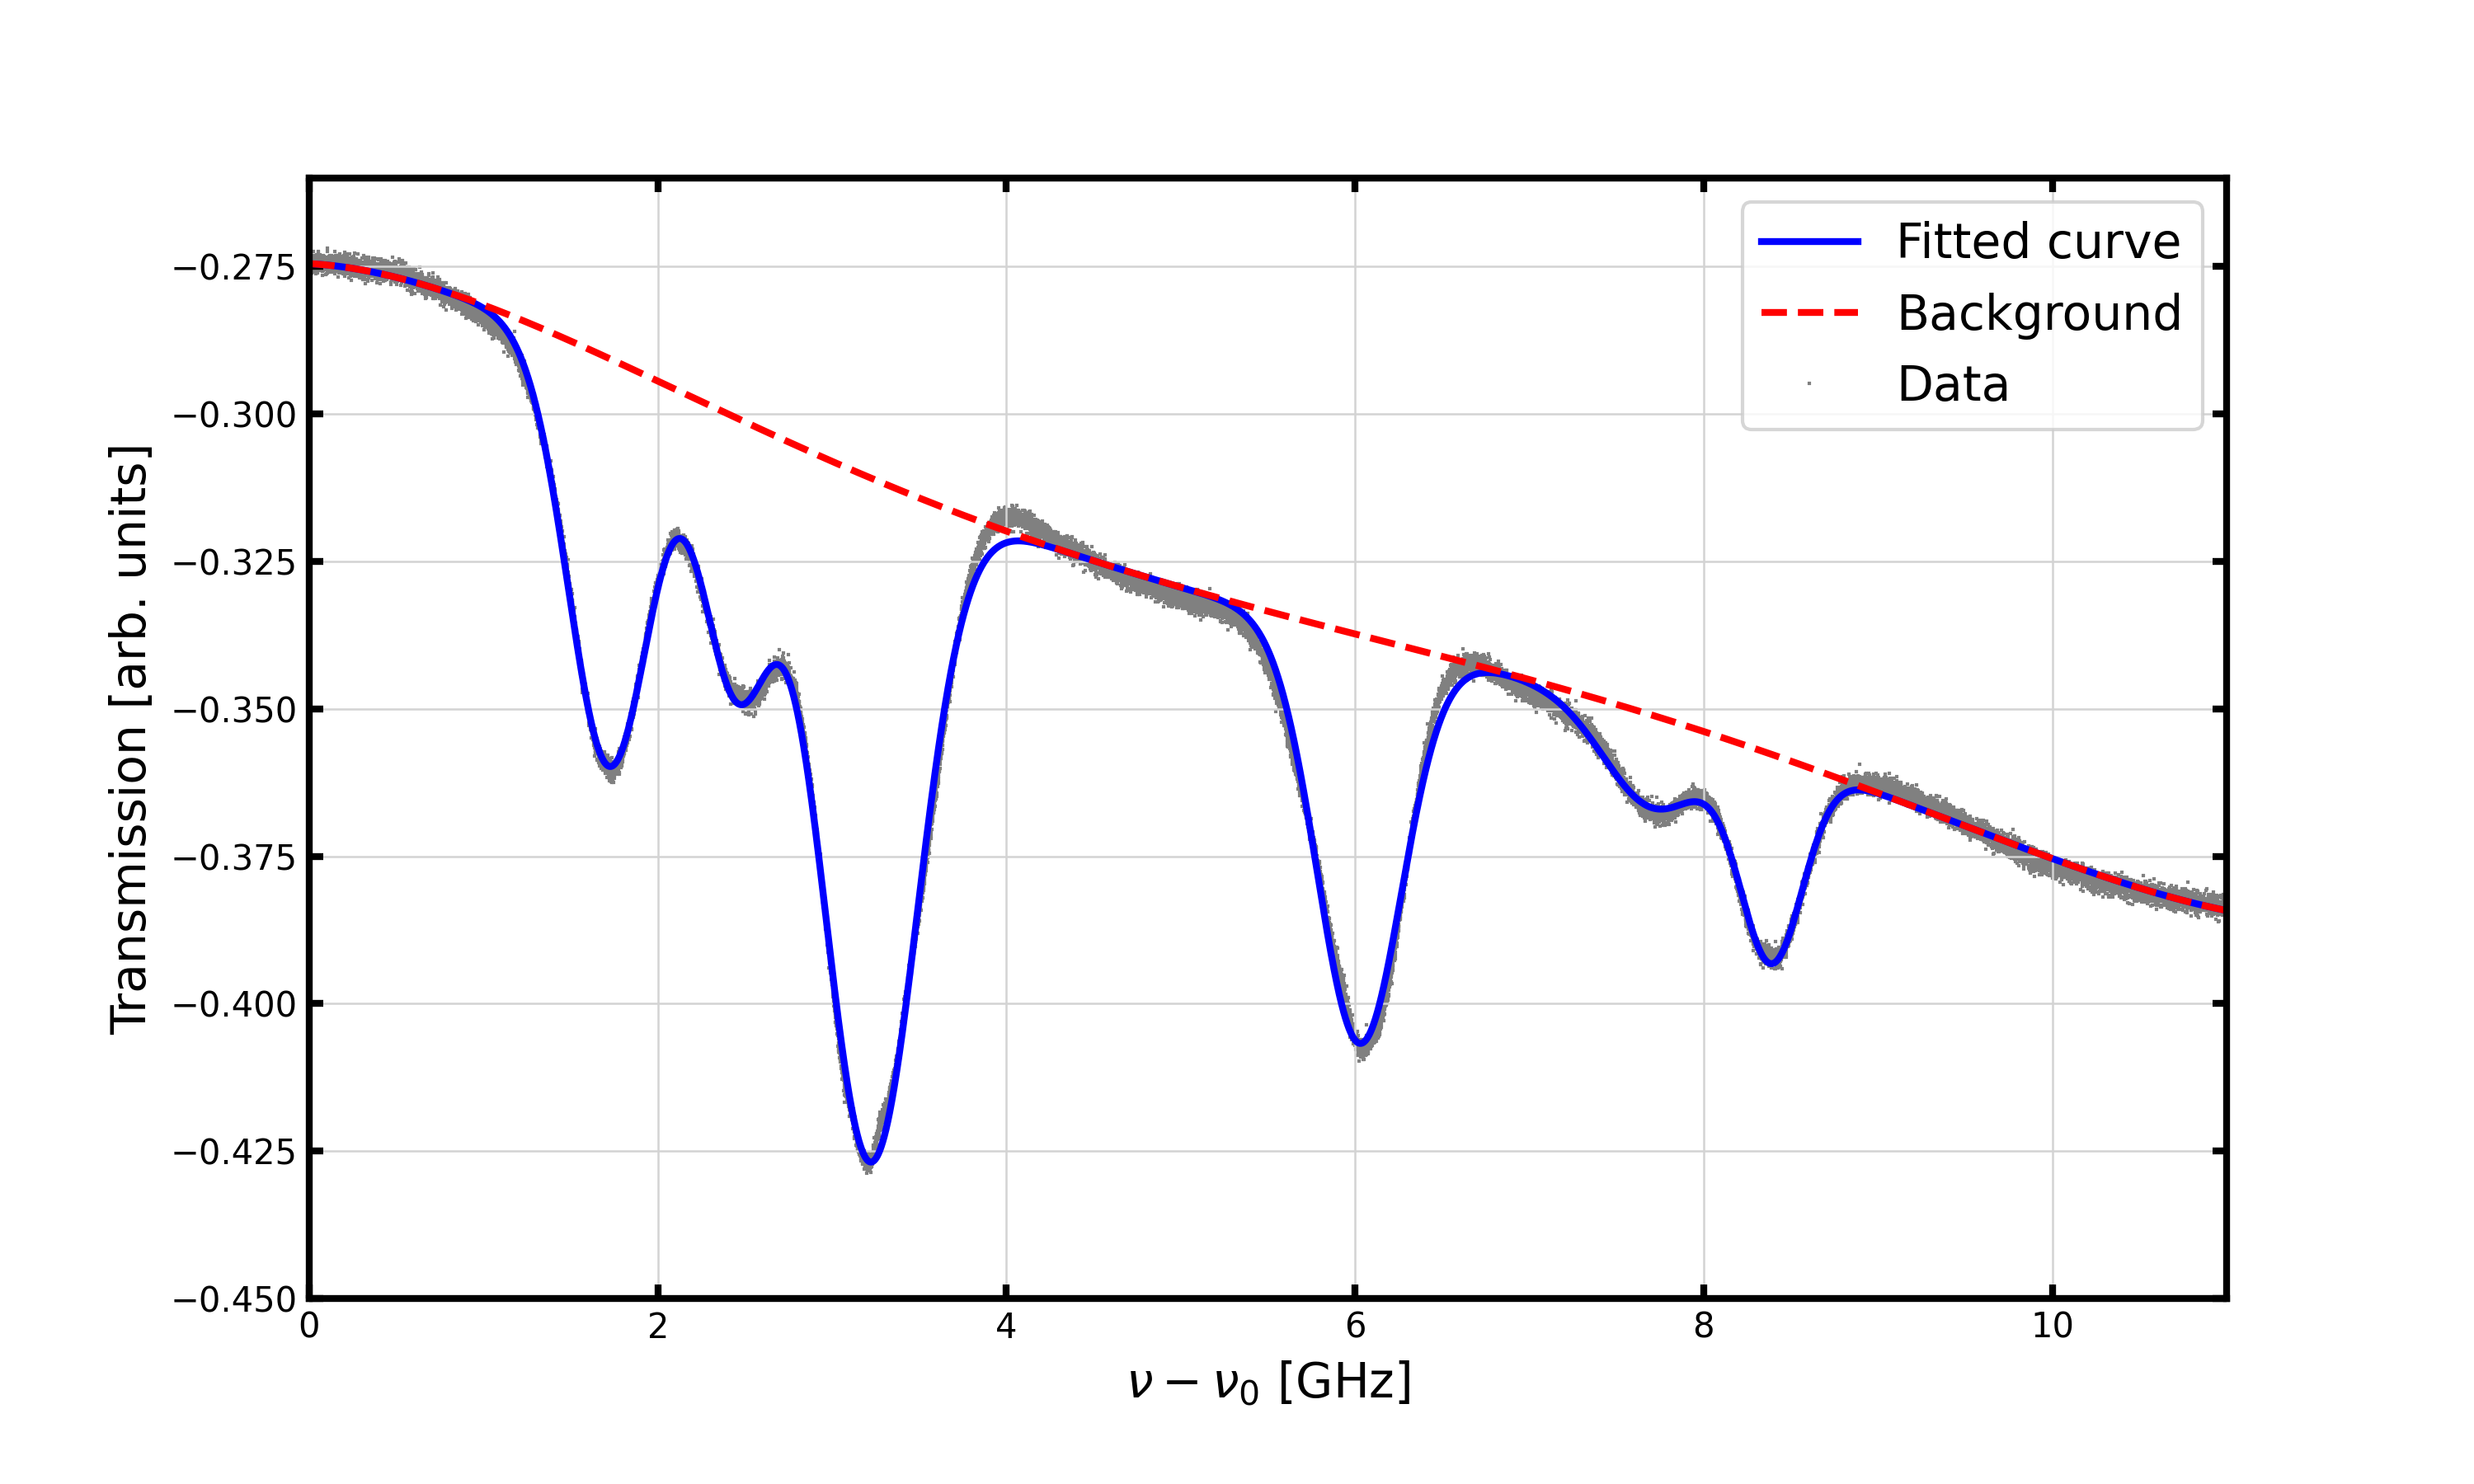 Fitted curve
Background
Data
Transmission [arb. units]
−0.275
−0.300
−0.325
−0.350
−0.375
−0.400
−0.425
−0.450
0 2 4 6 8 10
ν − ν₀ [GHz]